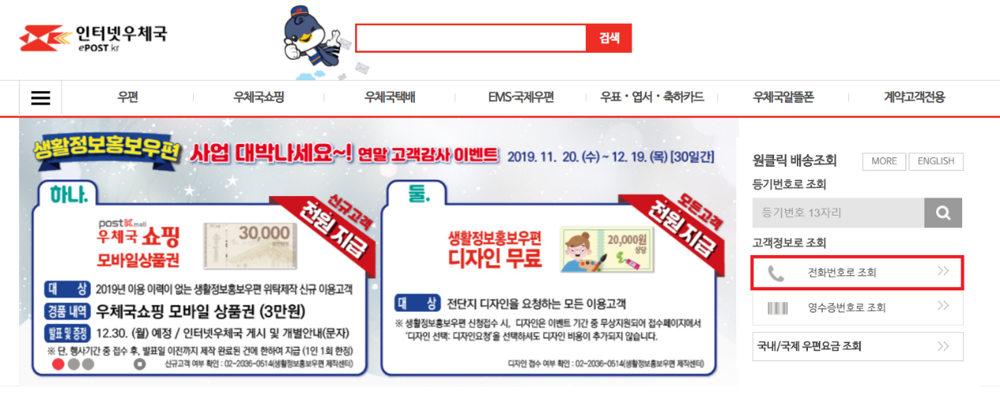 인터넷우체국
ePOST kr
검색
우편
우체국쇼핑
우체국택배
EMS·국제우편
우표·엽서·축하카드
우체국알뜰폰
계약고객전용
생활정보홍보우편 사업 대박나세요~! 연말 고객감사 이벤트 2019. 11. 20. (수) ~ 12. 19. (목) [30일간]
하나.
신규고객
전원지급
post K mall
우체국 쇼핑
모바일상품권
30,000
대 상 2019년 이용 이력이 없는 생활정보홍보우편 위탁제작 신규 이용고객
경품 내역 우체국쇼핑 모바일 상품권 (3만원)
발표 및 증정 12.30. (월) 예정 / 인터넷우체국 게시 및 개별안내(문자)
※ 단, 행사기간 중 접수 후, 발표일 이전까지 제작 완료된 건에 한하여 지급 (1인 1회 한정)
신규고객 여부 확인 : 02-2036-0514(생활정보홍보우편 제작센터)
둘.
모든고객
전원지급
생활정보홍보우편
디자인 무료
20,000원
상당
대 상 전단지 디자인을 요청하는 모든 이용고객
※ 생활정보홍보우편 신청접수 시, 디자인은 이벤트 기간 중 무상지원되어 접수페이지에서
'디자인 선택: 디자인요청'을 선택하셔도 디자인 비용이 추가되지 않습니다.
디자인 접수 여부 확인 : 02-2036-0514(생활정보홍보우편 제작센터)
원클릭 배송조회
MORE
ENGLISH
등기번호로 조회
등기번호 13자리
고객정보로 조회
전화번호로 조회
영수증번호로 조회
국내/국제 우편요금 조회